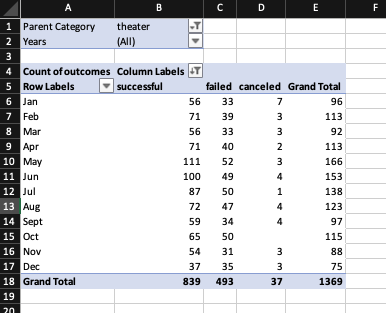 A B C D E F
1 Parent Category theater
2 Years (All)
3
4 Count of outcomes Column Labels
5 Row Labels successful failed canceled Grand Total
6 Jan 56 33 7 96
7 Feb 71 39 3 113
8 Mar 56 33 3 92
9 Apr 71 40 2 113
10 May 111 52 3 166
11 Jun 100 49 4 153
12 Jul 87 50 1 138
13 Aug 72 47 4 123
14 Sept 59 34 4 97
15 Oct 65 50 115
16 Nov 54 31 3 88
17 Dec 37 35 3 75
18 Grand Total 839 493 37 1369
19
20